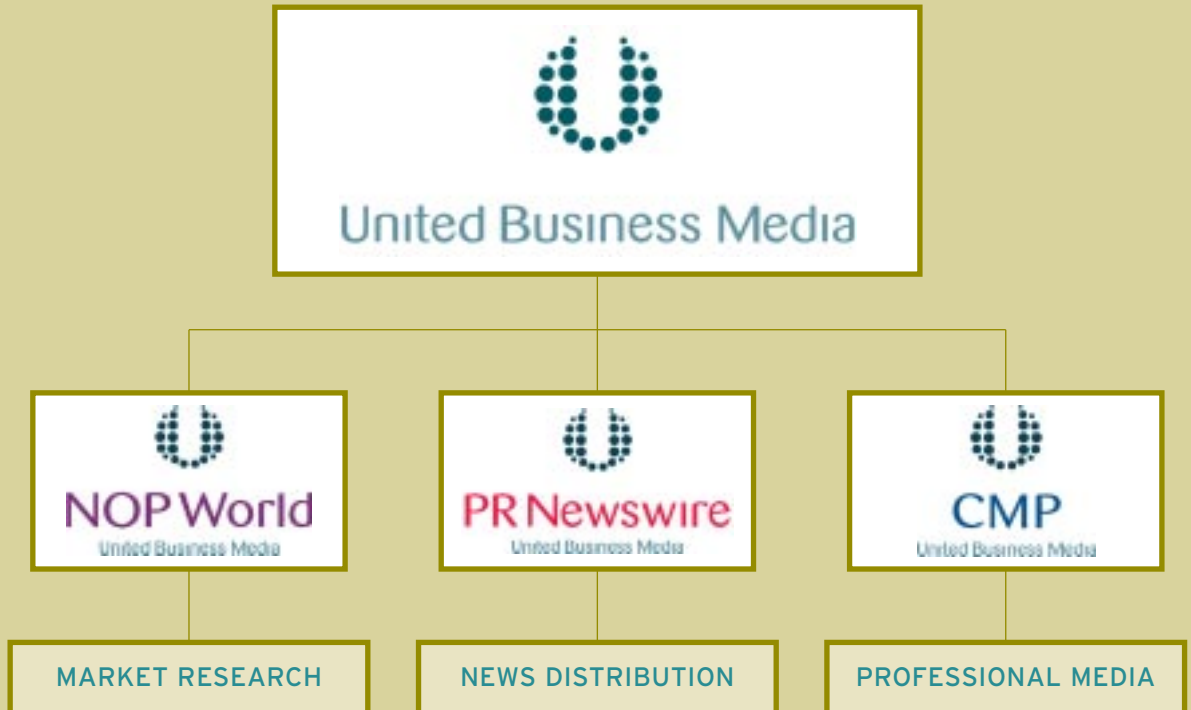 United Business Media
NOP World
United Business Media
PR Newswire
United Business Media
CMP
United Business Media
MARKET RESEARCH
NEWS DISTRIBUTION
PROFESSIONAL MEDIA